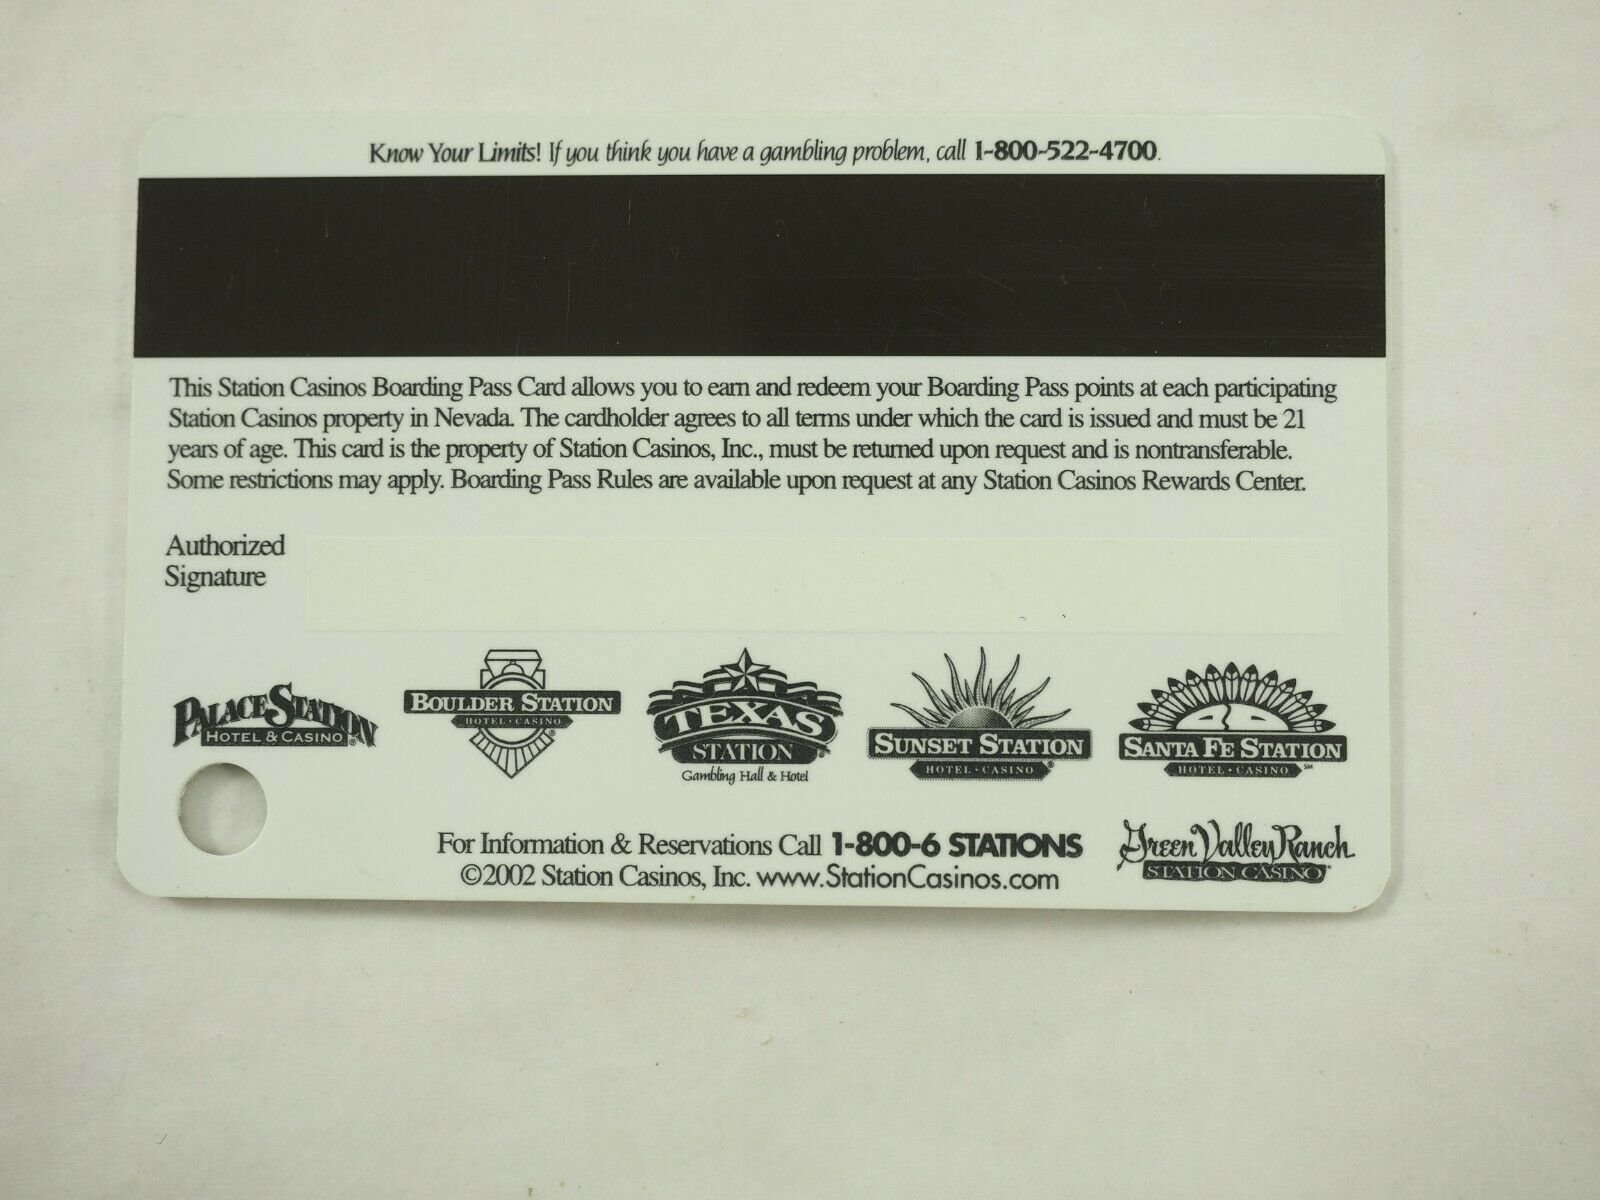 Know Your Limits! If you think you have a gambling problem, call 1-800-522-4700.
This Station Casinos Boarding Pass Card allows you to earn and redeem your Boarding Pass points at each participating
Station Casinos property in Nevada. The cardholder agrees to all terms under which the card is issued and must be 21
years of age. This card is the property of Station Casinos, Inc., must be returned upon request and is nontransferable.
Some restrictions may apply. Boarding Pass Rules are available upon request at any Station Casinos Rewards Center.
Authorized
Signature
PALACE STATION
HOTEL & CASINO®
BOULDER STATION
HOTEL · CASINO®
TEXAS
STATION®
Gambling Hall & Hotel
SUNSET STATION
HOTEL · CASINO®
SANTA FE STATION
HOTEL · CASINO℠
For Information & Reservations Call 1-800-6 STATIONS
©2002 Station Casinos, Inc. www.StationCasinos.com
Green Valley Ranch
STATION CASINO®